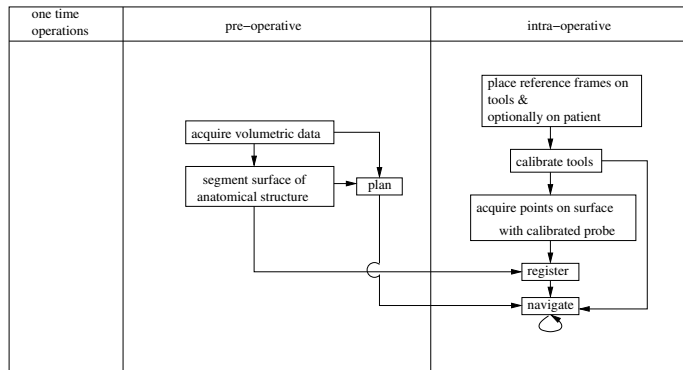 one time
operations
pre−operative
intra−operative
place reference frames on
tools &
optionally on patient
acquire volumetric data
calibrate tools
segment surface of
anatomical structure
plan
acquire points on surface
with calibrated probe
register
navigate